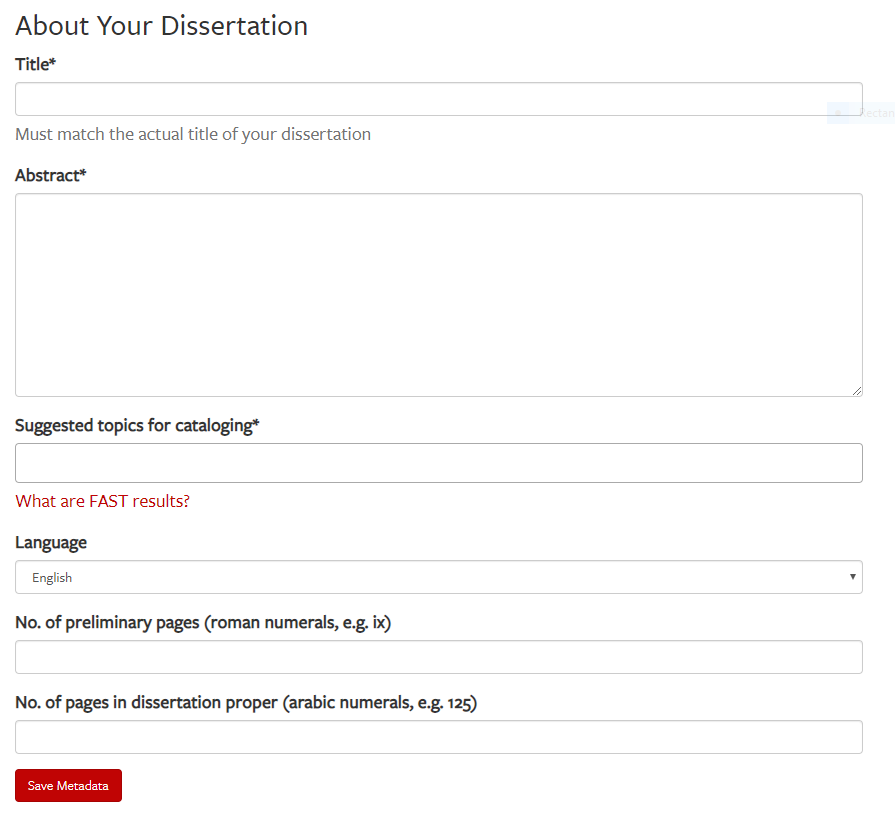 About Your Dissertation
Title*
Rectan
Must match the actual title of your dissertation
Abstract*
Suggested topics for cataloging*
What are FAST results?
Language
English
No. of preliminary pages (roman numerals, e.g. ix)
No. of pages in dissertation proper (arabic numerals, e.g. 125)
Save Metadata